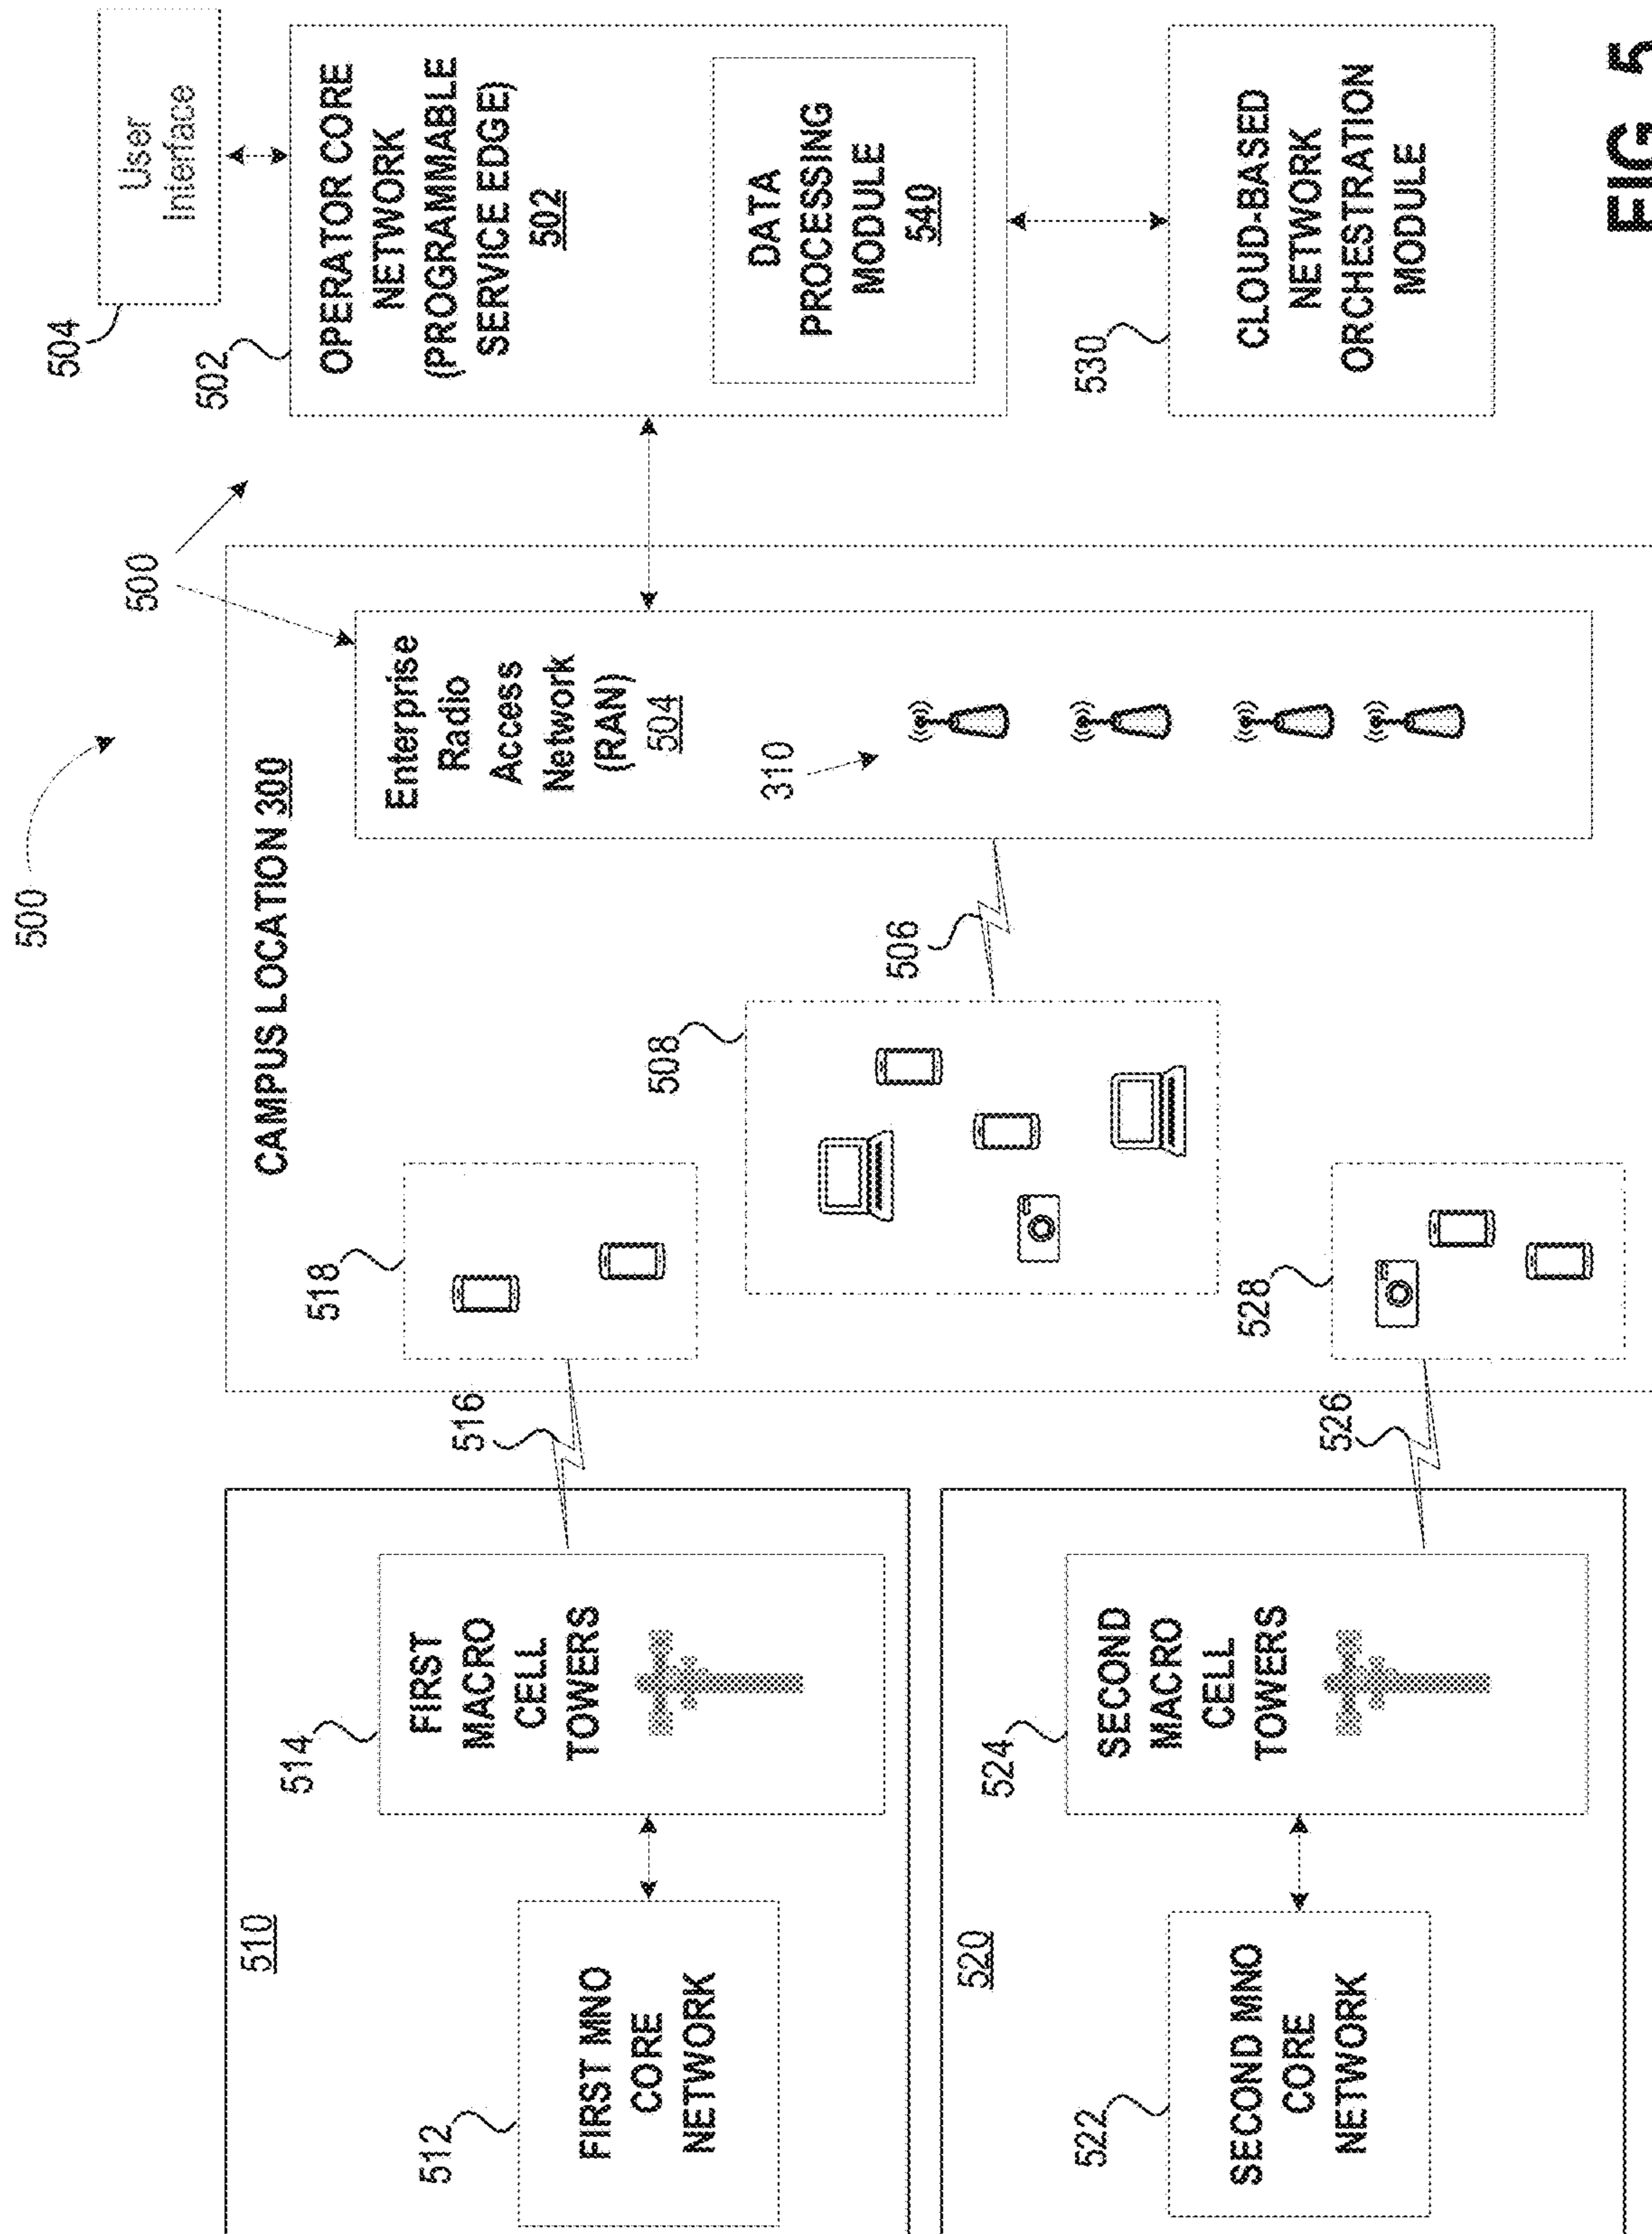 500
510
512
FIRST MNO
CORE
NETWORK
514
FIRST
MACRO
CELL
TOWERS
516
520
522
SECOND MNO
CORE
NETWORK
524
SECOND
MACRO
CELL
TOWERS
526
CAMPUS LOCATION 300
518
508
528
506
500
Enterprise
Radio
Access
Network
(RAN)
504
310
504
User
Interface
502
OPERATOR CORE
NETWORK
(PROGRAMMABLE
SERVICE EDGE)
502
DATA
PROCESSING
MODULE
540
530
CLOUD-BASED
NETWORK
ORCHESTRATION
MODULE
FIG 5